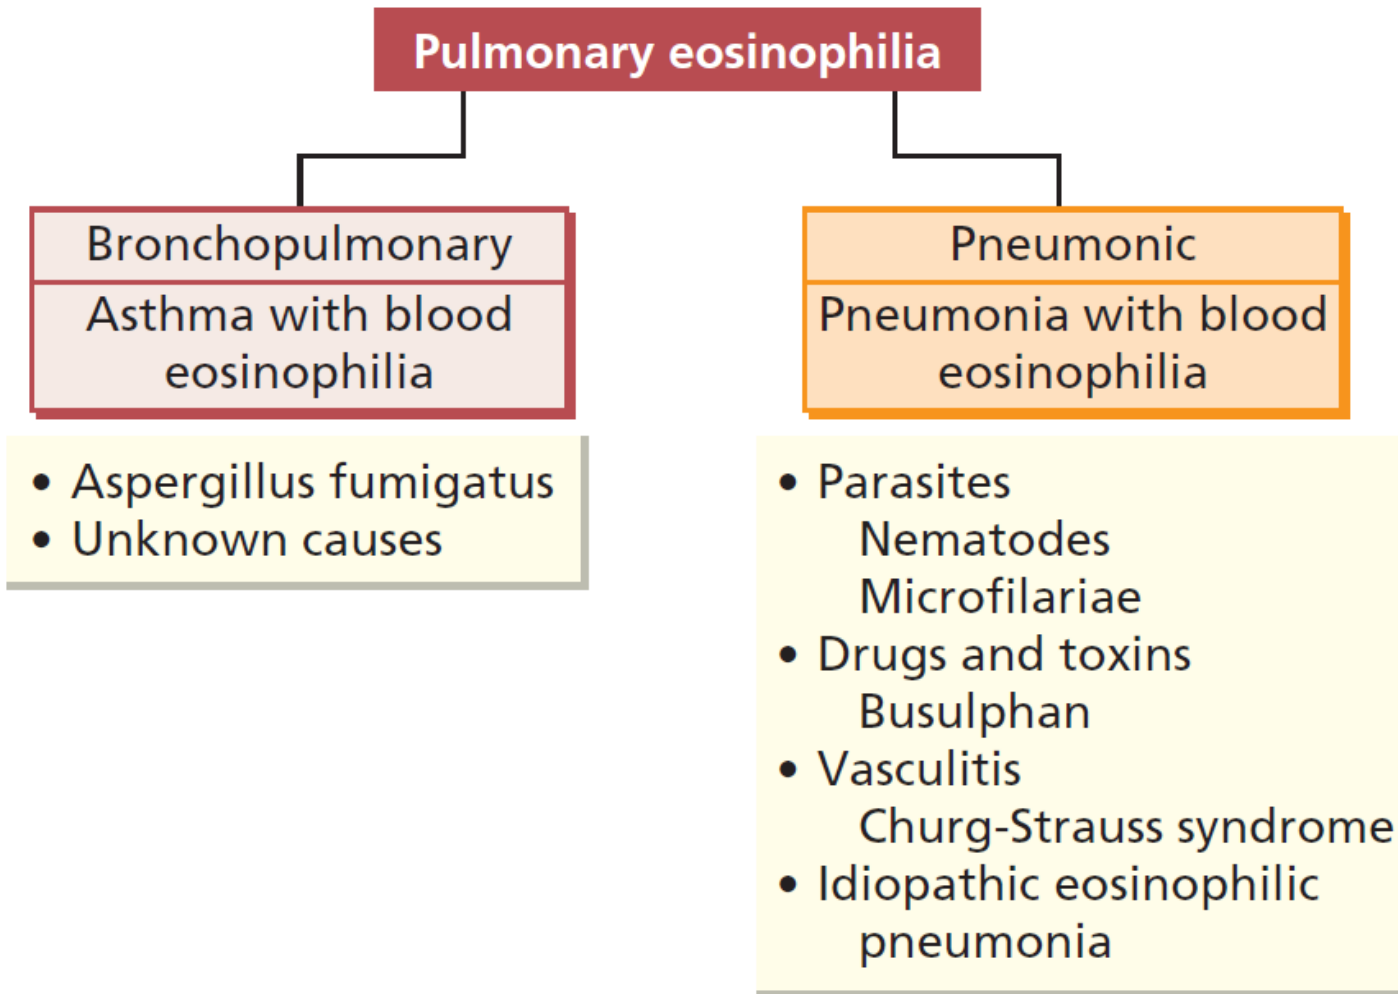 Pulmonary eosinophilia
Bronchopulmonary
Asthma with blood
eosinophilia
• Aspergillus fumigatus
• Unknown causes
Pneumonic
Pneumonia with blood
eosinophilia
• Parasites
Nematodes
Microfilariae
• Drugs and toxins
Busulphan
• Vasculitis
Churg-Strauss syndrome
• Idiopathic eosinophilic
pneumonia